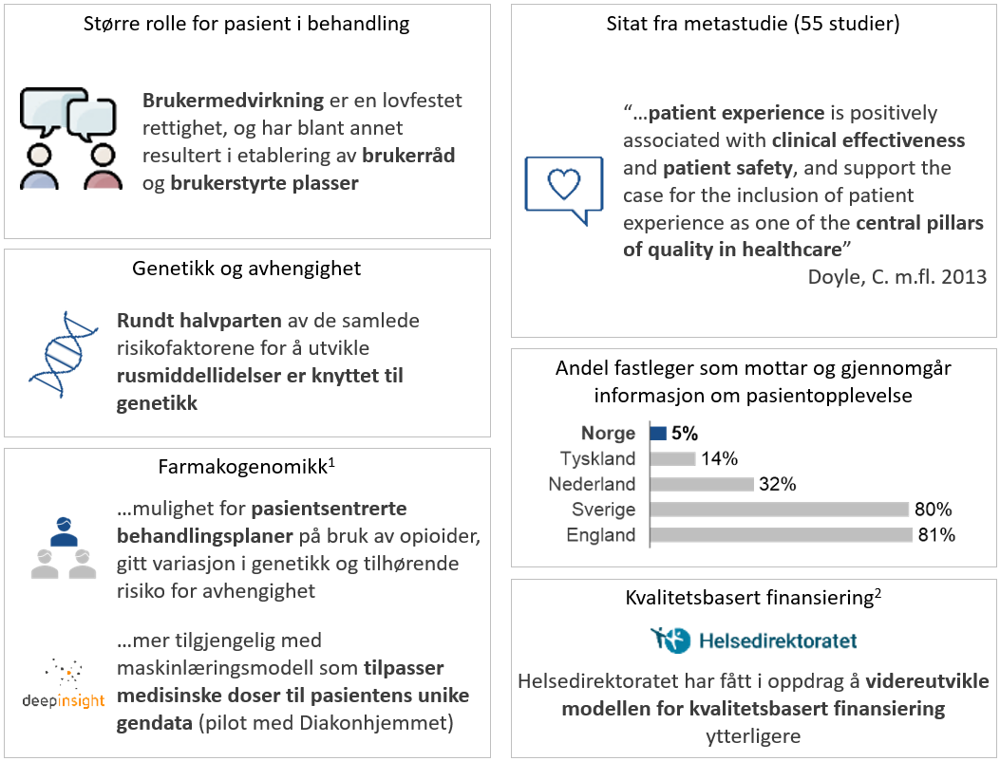 Større rolle for pasient i behandling
Brukermedvirkning er en lovfestet
rettighet, og har blant annet
resultert i etablering av brukerråd
og brukerstyrte plasser
Genetikk og avhengighet
Rundt halvparten av de samlede
risikofaktorene for å utvikle
rusmiddellidelser er knyttet til
genetikk
Farmakogenomikk¹
…mulighet for pasientsentrerte
behandlingsplaner på bruk av opioider,
gitt variasjon i genetikk og tilhørende
risiko for avhengighet
…mer tilgjengelig med
maskinlæringsmodell som tilpasser
medisinske doser til pasientens unike
gendata (pilot med Diakonhjemmet)
deepinsight
Sitat fra metastudie (55 studier)
“…patient experience is positively
associated with clinical effectiveness
and patient safety, and support the
case for the inclusion of patient
experience as one of the central pillars
of quality in healthcare”
Doyle, C. m.fl. 2013
Andel fastleger som mottar og gjennomgår
informasjon om pasientopplevelse
Norge 5%
Tyskland 14%
Nederland 32%
Sverige 80%
England 81%
Kvalitetsbasert finansiering²
Helsedirektoratet
Helsedirektoratet har fått i oppdrag å videreutvikle
modellen for kvalitetsbasert finansiering
ytterligere